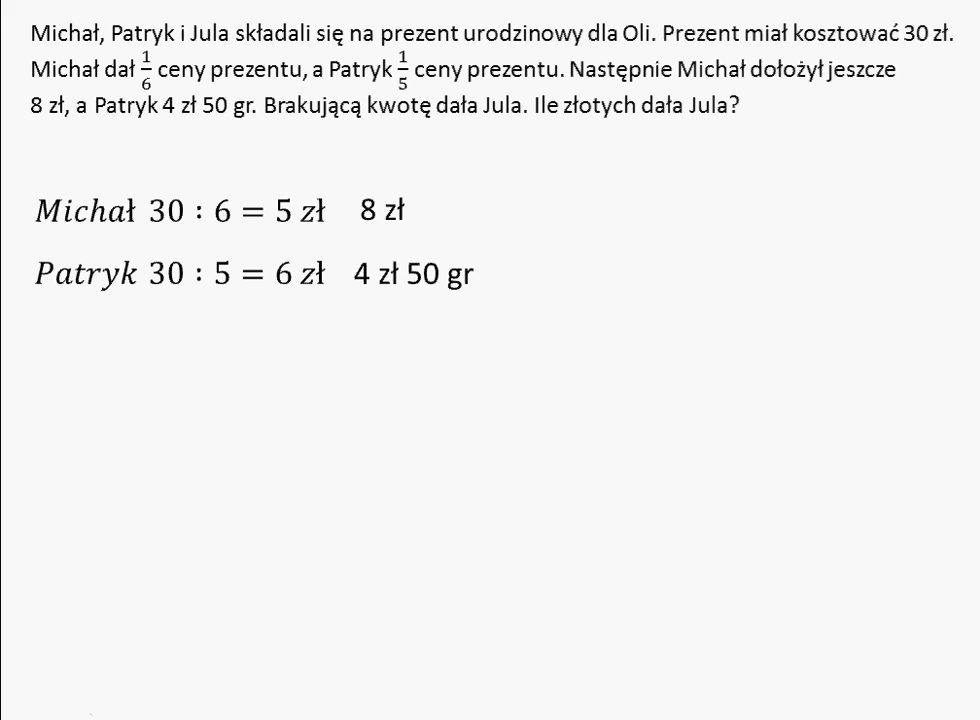 Michał, Patryk i Jula składali się na prezent urodzinowy dla Oli. Prezent miał kosztować 30 zł.
Michał dał 1/6 ceny prezentu, a Patryk 1/5 ceny prezentu. Następnie Michał dołożył jeszcze
8 zł, a Patryk 4 zł 50 gr. Brakującą kwotę dała Jula. Ile złotych dała Jula?
Michał 30 : 6 = 5 zł 8 zł
Patryk 30 : 5 = 6 zł 4 zł 50 gr